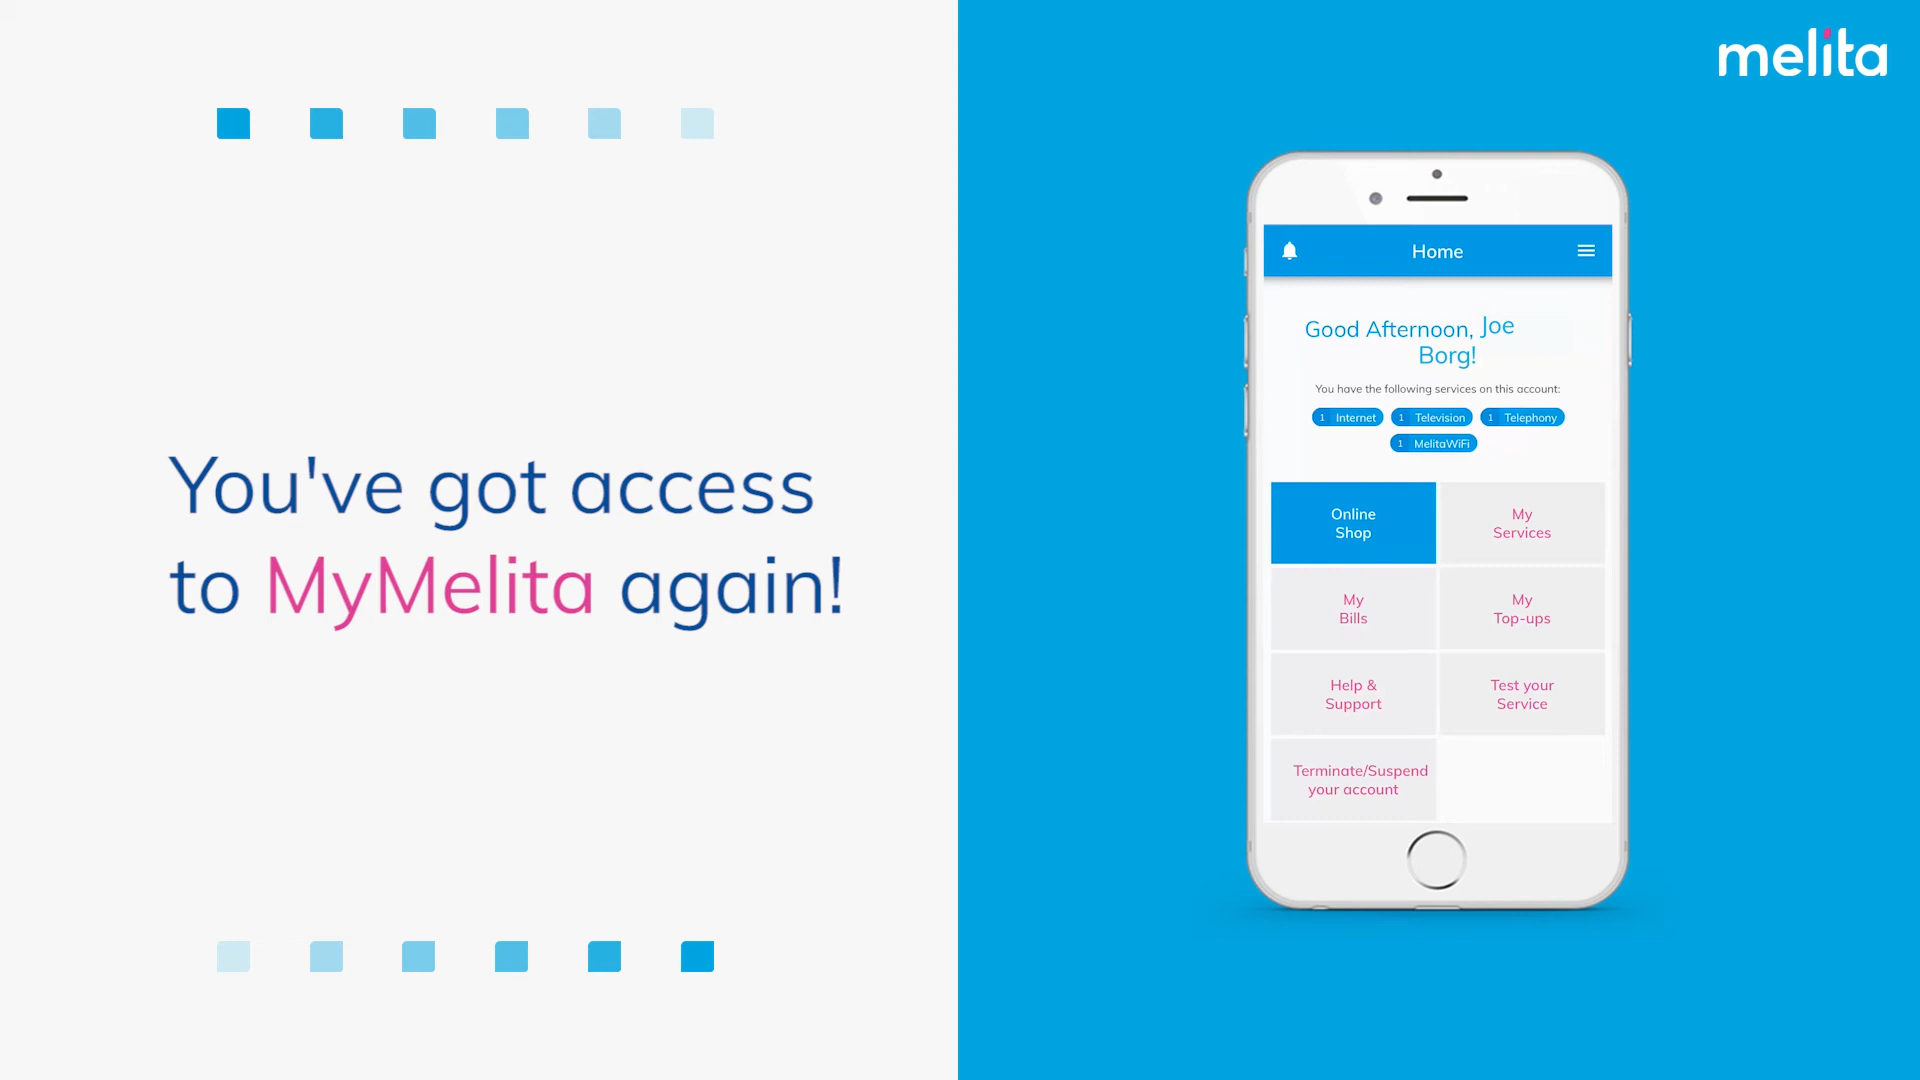 You've got access
to MyMelita again!
melita
Home
Good Afternoon, Joe
Borg!
You have the following services on this account:
1 Internet 1 Television 1 Telephony
1 MelitaWiFi
Online
Shop
My
Services
My
Bills
My
Top-ups
Help &
Support
Test your
Service
Terminate/Suspend
your account